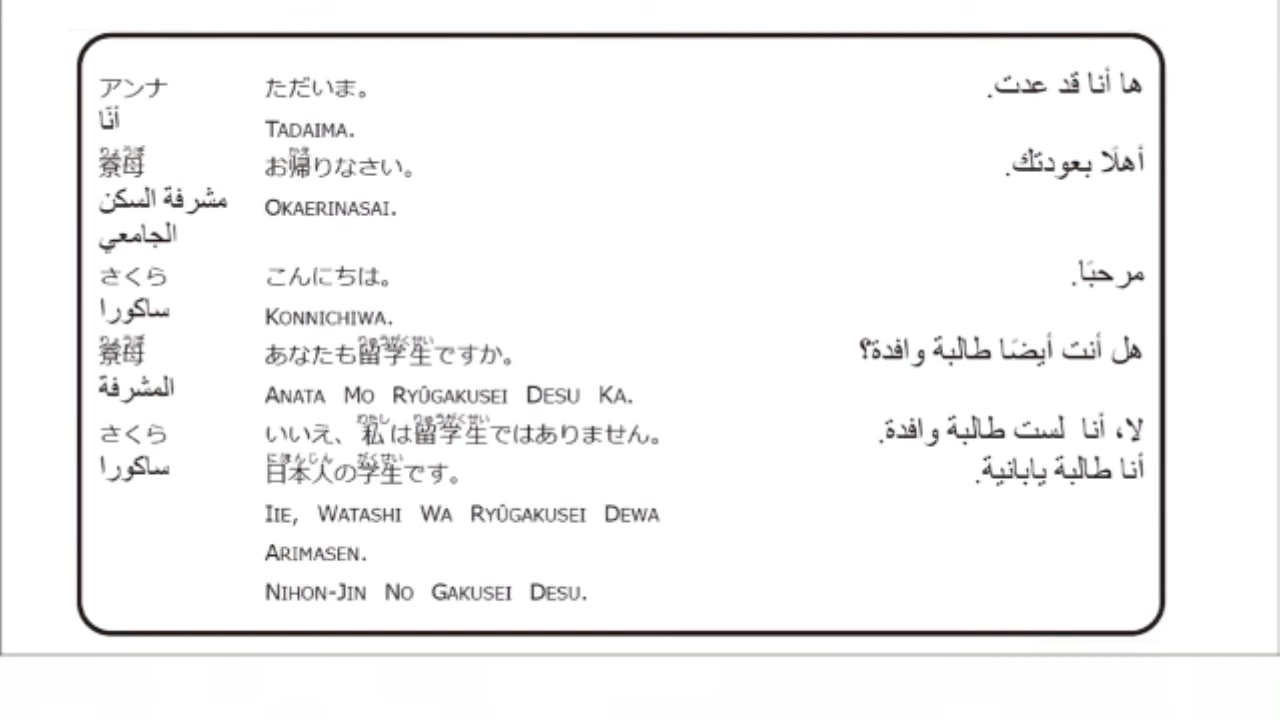 アンナ ただいま。 ها أنا قد عدت.
أنّا TADAIMA.
寮母 お帰りなさい。 أهلًا بعودتك.
مشرفة السكن OKAERINASAI.
الجامعي
さくら こんにちは。 مرحبًا.
ساكورا KONNICHIWA.
寮母 あなたも留学生ですか。 هل أنت أيضًا طالبة وافدة؟
المشرفة ANATA MO RYÛGAKUSEI DESU KA.
さくら いいえ、私は留学生ではありません。 لا، أنا لست طالبة وافدة.
ساكورا 日本人の学生です。 أنا طالبة يابانية.
IIE, WATASHI WA RYÛGAKUSEI DEWA
ARIMASEN.
NIHON-JIN NO GAKUSEI DESU.